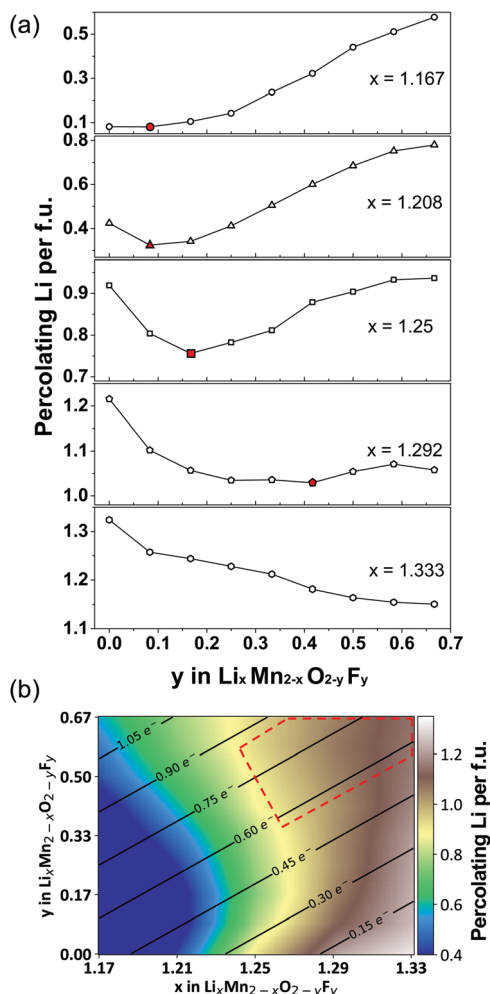 (a)
0.5
0.3
0.1
x = 1.167
0.8
0.6
0.4
x = 1.208
0.9
0.8
0.7
x = 1.25
1.2
1.1
1.0
x = 1.292
1.3
1.2
1.1
x = 1.333
Percolating Li per f.u.
0.0 0.1 0.2 0.3 0.4 0.5 0.6 0.7
y in LiₓMn₂₋ₓO₂₋yFy
(b)
0.67
0.50
0.33
0.17
0.00
y in LiₓMn₂₋ₓO₂₋yFy
1.05 e⁻
0.90 e⁻
0.75 e⁻
0.60 e⁻
0.45 e⁻
0.30 e⁻
0.15 e⁻
1.17 1.21 1.25 1.29 1.33
x in LiₓMn₂₋ₓO₂₋yFy
1.2
1.0
0.8
0.6
0.4
Percolating Li per f.u.